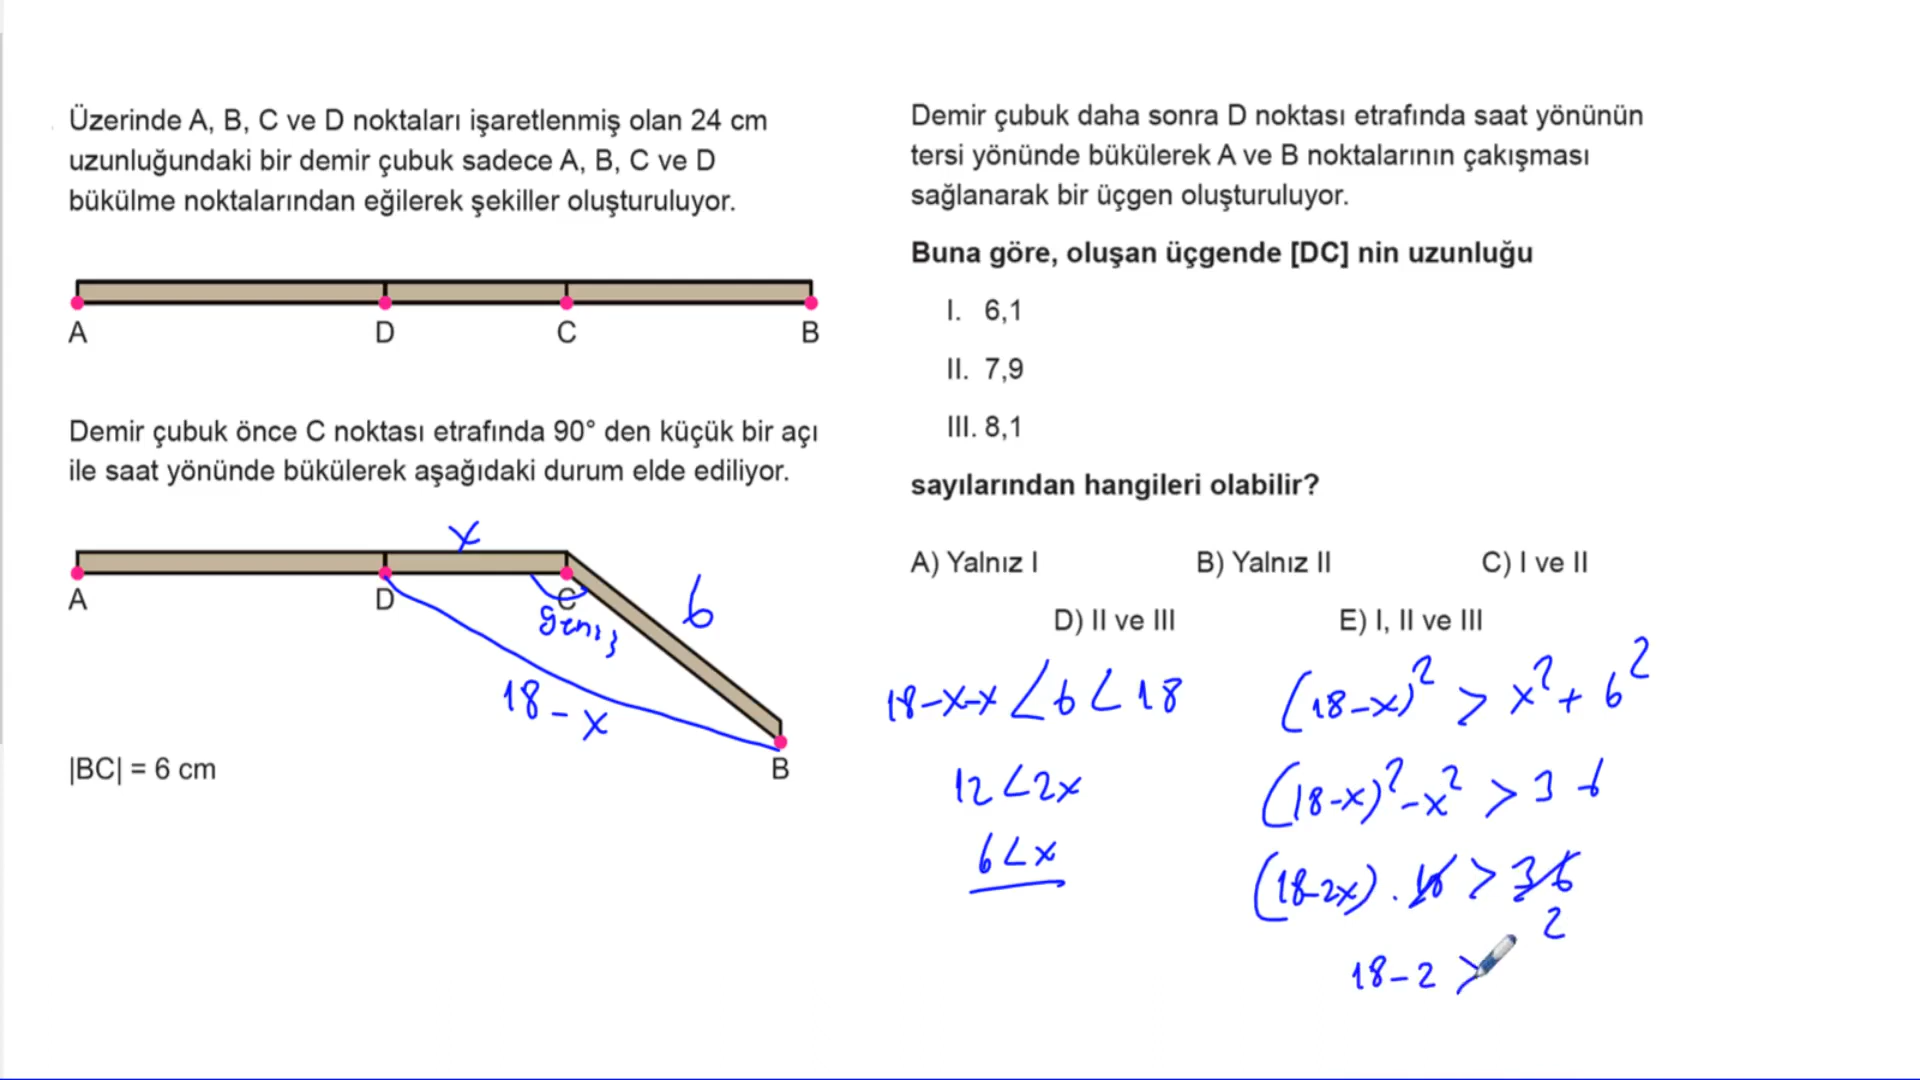 Üzerinde A, B, C ve D noktaları işaretlenmiş olan 24 cm
uzunluğundaki bir demir çubuk sadece A, B, C ve D
bükülme noktalarından eğilerek şekiller oluşturuluyor.
A D C B
Demir çubuk önce C noktası etrafında 90° den küçük bir açı
ile saat yönünde bükülerek aşağıdaki durum elde ediliyor.
x
A D C
6
geniş
18-x
B
|BC| = 6 cm
Demir çubuk daha sonra D noktası etrafında saat yönünün
tersi yönünde bükülerek A ve B noktalarının çakışması
sağlanarak bir üçgen oluşturuluyor.
Buna göre, oluşan üçgende [DC] nin uzunluğu
I. 6,1
II. 7,9
III. 8,1
sayılarından hangileri olabilir?
A) Yalnız I B) Yalnız II C) I ve II
D) II ve III E) I, II ve III
18-x-x < 6 < 18
12 < 2x
6 < x
(18-x)² > x² + 6²
(18-x)² - x² > 36
(18-2x) . 18 > 36
2
18-2 >